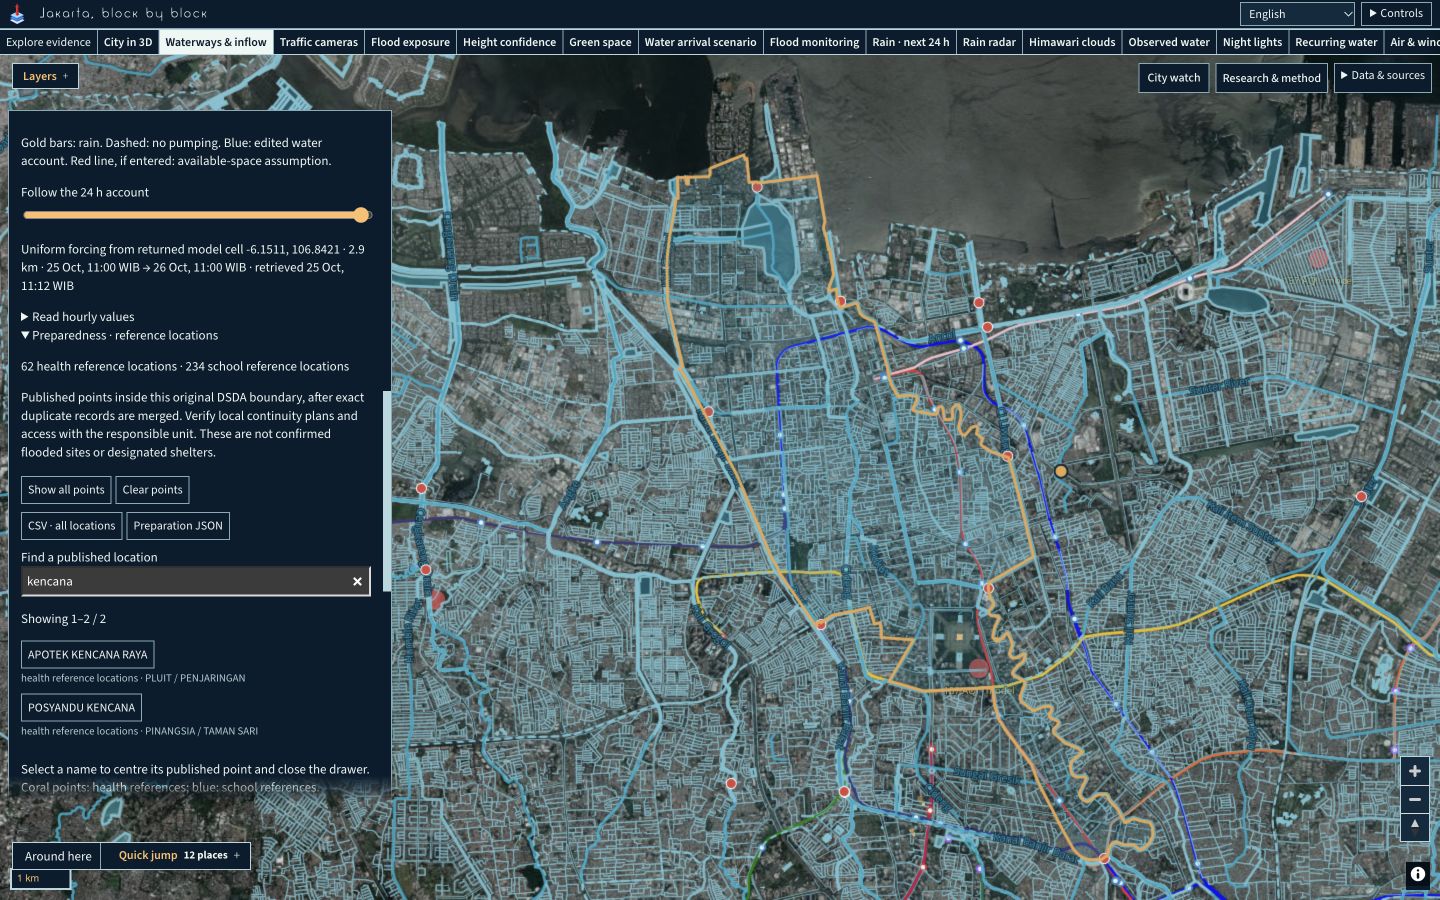 Jakarta, block by block
English
Controls
Explore evidence
City in 3D
Waterways & inflow
Traffic cameras
Flood exposure
Height confidence
Green space
Water arrival scenario
Flood monitoring
Rain · next 24 h
Rain radar
Himawari clouds
Observed water
Night lights
Recurring water
Air & wind
Layers +
City watch
Research & method
Data & sources
Gold bars: rain. Dashed: no pumping. Blue: edited water
account. Red line, if entered: available-space assumption.
Follow the 24 h account
Uniform forcing from returned model cell -6.1511, 106.8421 · 2.9
km · 25 Oct, 11:00 WIB → 26 Oct, 11:00 WIB · retrieved 25 Oct,
11:12 WIB
Read hourly values
Preparedness · reference locations
62 health reference locations · 234 school reference locations
Published points inside this original DSDA boundary, after exact
duplicate records are merged. Verify local continuity plans and
access with the responsible unit. These are not confirmed
flooded sites or designated shelters.
Show all points
Clear points
CSV · all locations
Preparation JSON
Find a published location
kencana
Showing 1–2 / 2
APOTEK KENCANA RAYA
health reference locations · PLUIT / PENJARINGAN
POSYANDU KENCANA
health reference locations · PINANGSIA / TAMAN SARI
Select a name to centre its published point and close the drawer.
Coral points: health references; blue: school references.
Around here
Quick jump 12 places +
1 km